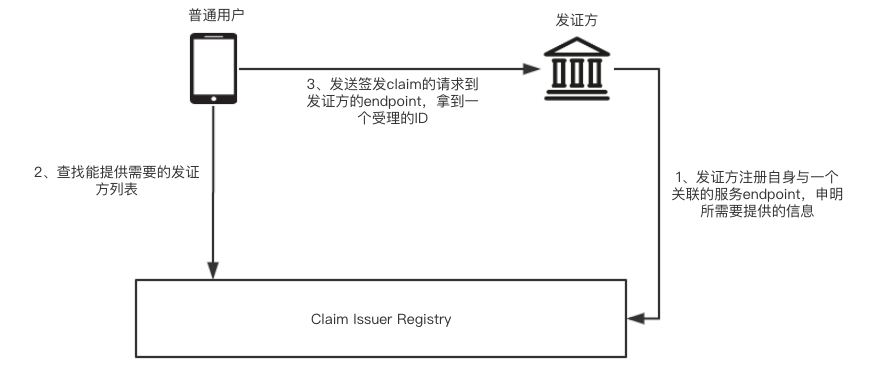 普通用户
发证方
3、发送签发claim的请求到
发证方的endpoint，拿到一
个受理的ID
2、查找能提供需要的发证
方列表
1、发证方注册自身与一个
关联的服务endpoint，申明
所需要提供的信息
Claim Issuer Registry